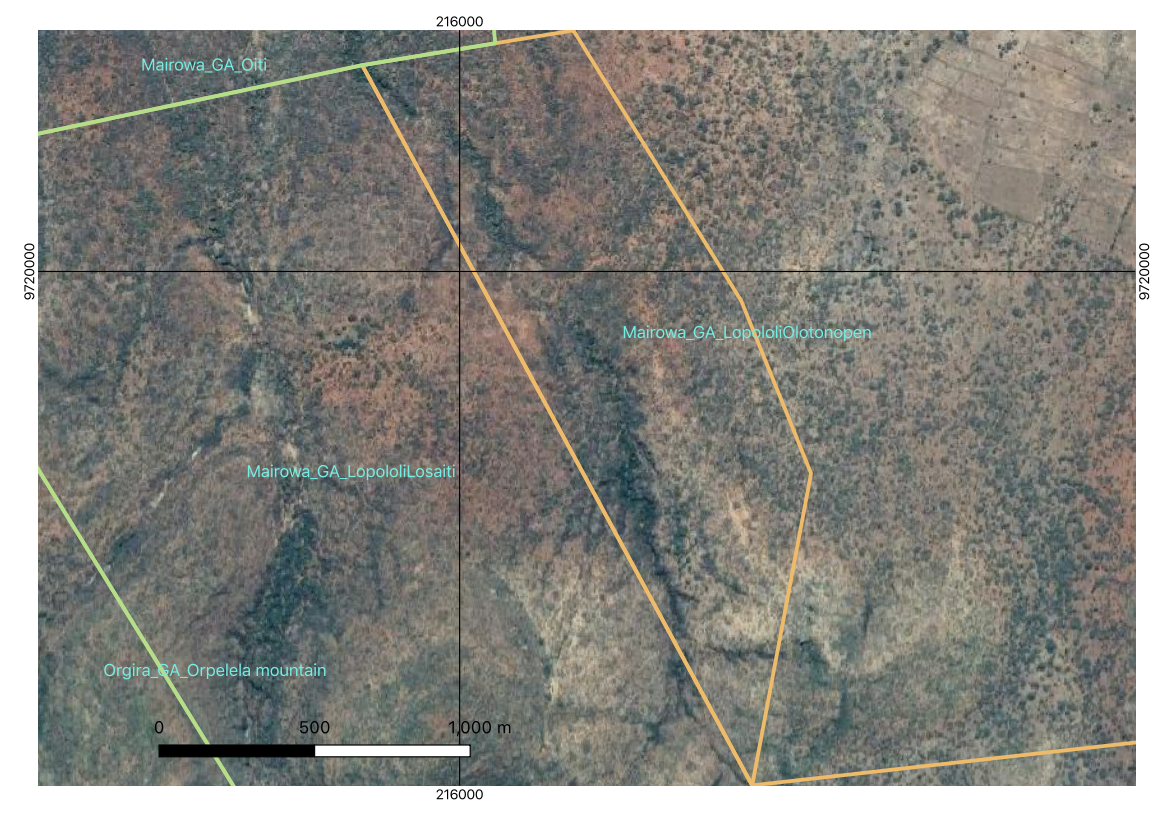 216000
Mairowa_GA_Oiti
9720000
9720000
Mairowa_GA_LopololiOlotonopen
Mairowa_GA_LopololiLosaiti
Orgira_GA_Orpelela mountain
0 500 1,000 m
216000